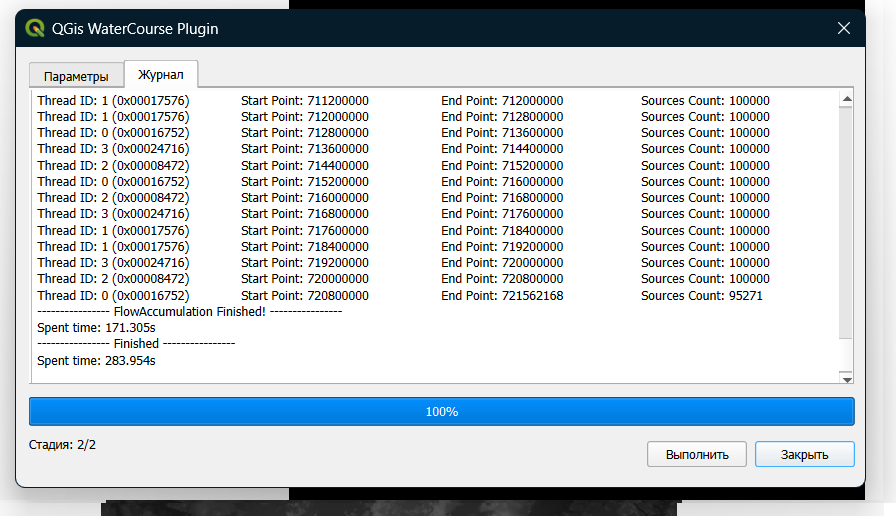 QGis WaterCourse Plugin
Параметры Журнал
Thread ID: 1 (0x00017576) Start Point: 711200000 End Point: 712000000 Sources Count: 100000
Thread ID: 1 (0x00017576) Start Point: 712000000 End Point: 712800000 Sources Count: 100000
Thread ID: 0 (0x00016752) Start Point: 712800000 End Point: 713600000 Sources Count: 100000
Thread ID: 3 (0x00024716) Start Point: 713600000 End Point: 714400000 Sources Count: 100000
Thread ID: 2 (0x00008472) Start Point: 714400000 End Point: 715200000 Sources Count: 100000
Thread ID: 0 (0x00016752) Start Point: 715200000 End Point: 716000000 Sources Count: 100000
Thread ID: 2 (0x00008472) Start Point: 716000000 End Point: 716800000 Sources Count: 100000
Thread ID: 3 (0x00024716) Start Point: 716800000 End Point: 717600000 Sources Count: 100000
Thread ID: 1 (0x00017576) Start Point: 717600000 End Point: 718400000 Sources Count: 100000
Thread ID: 1 (0x00017576) Start Point: 718400000 End Point: 719200000 Sources Count: 100000
Thread ID: 3 (0x00024716) Start Point: 719200000 End Point: 720000000 Sources Count: 100000
Thread ID: 2 (0x00008472) Start Point: 720000000 End Point: 720800000 Sources Count: 100000
Thread ID: 0 (0x00016752) Start Point: 720800000 End Point: 721562168 Sources Count: 95271
---------------- FlowAccumulation Finished! ----------------
Spent time: 171.305s
---------------- Finished ----------------
Spent time: 283.954s
100%
Стадия: 2/2
Выполнить Закрыть